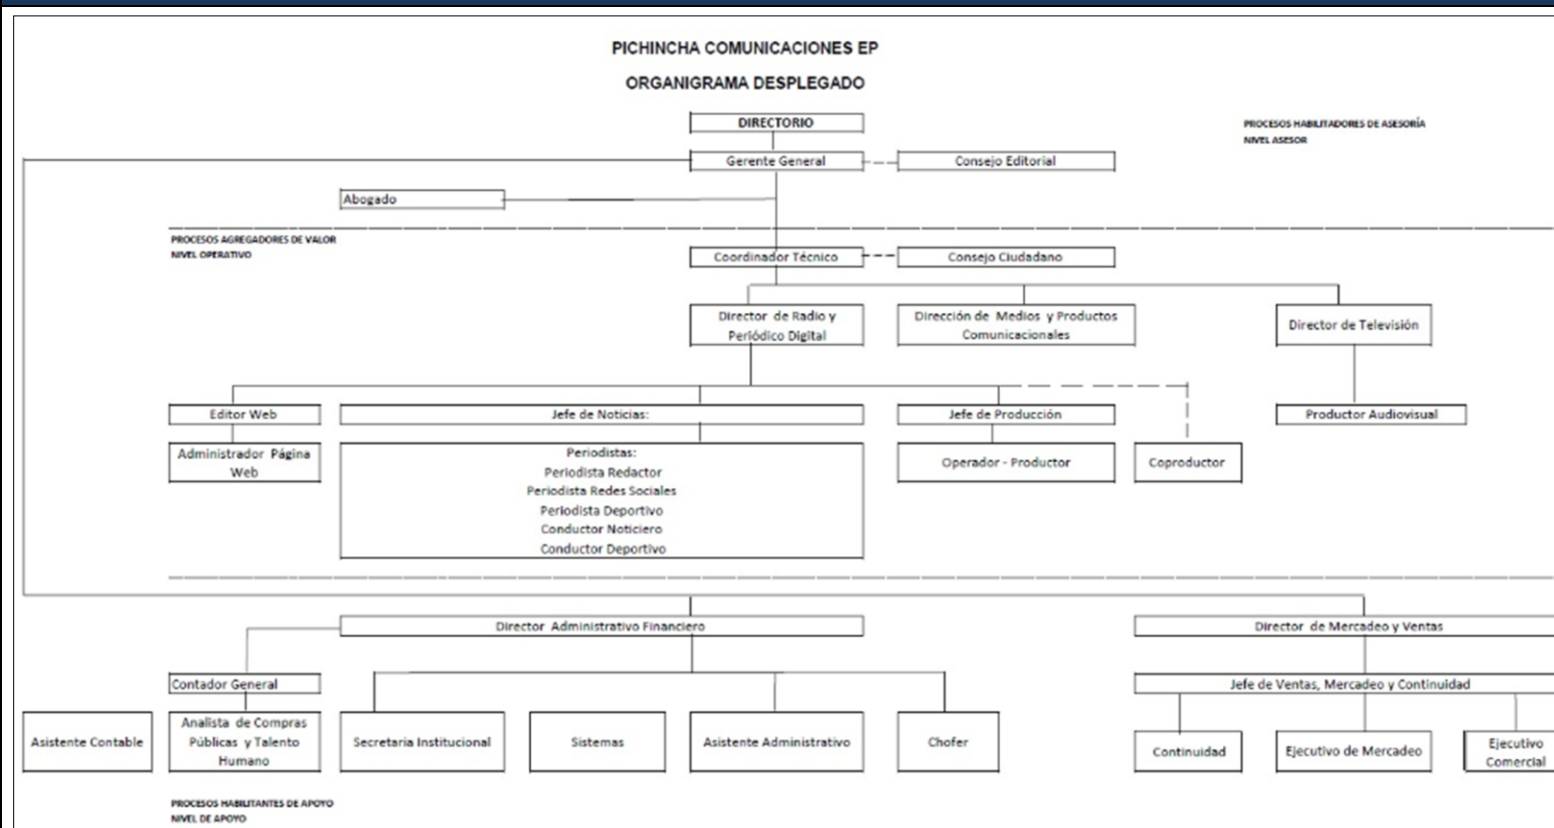 PICHINCHA COMUNICACIONES EP
ORGANIGRAMA DESPLEGADO
DIRECTORIO
PROCESOS HABILITADORES DE ASESORÍA
NIVEL ASESOR
Gerente General
Consejo Editorial
Abogado
PROCESOS AGREGADORES DE VALOR
NIVEL OPERATIVO
Coordinador Técnico
Consejo Ciudadano
Director de Radio y
Periódico Digital
Dirección de Medios y Productos
Comunicacionales
Director de Televisión
Editor Web
Jefe de Noticias:
Jefe de Producción
Productor Audiovisual
Administrador Página
Web
Periodistas:
Periodista Redactor
Periodista Redes Sociales
Periodista Deportivo
Conductor Noticiero
Conductor Deportivo
Operador - Productor
Coproductor
Director Administrativo Financiero
Director de Mercadeo y Ventas
Contador General
Jefe de Ventas, Mercadeo y Continuidad
Asistente Contable
Analista de Compras
Públicas y Talento
Humano
Secretaria Institucional
Sistemas
Asistente Administrativo
Chofer
Continuidad
Ejecutivo de Mercadeo
Ejecutivo
Comercial
PROCESOS HABILITANTES DE APOYO
NIVEL DE APOYO